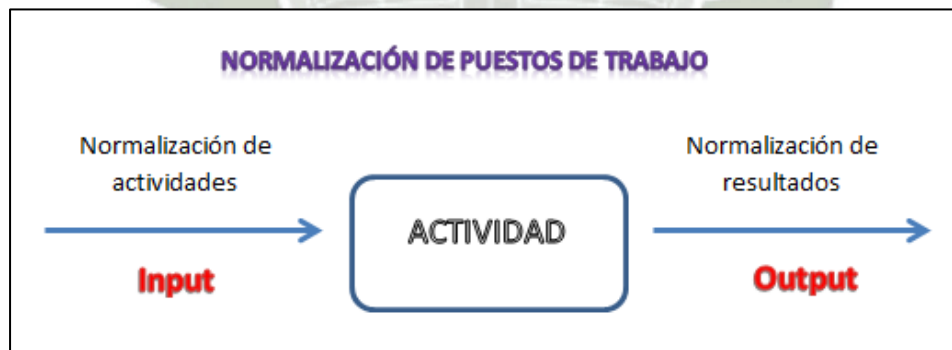 NORMALIZACIÓN DE PUESTOS DE TRABAJO
Normalización de
actividades
Input
ACTIVIDAD
Normalización de
resultados
Output